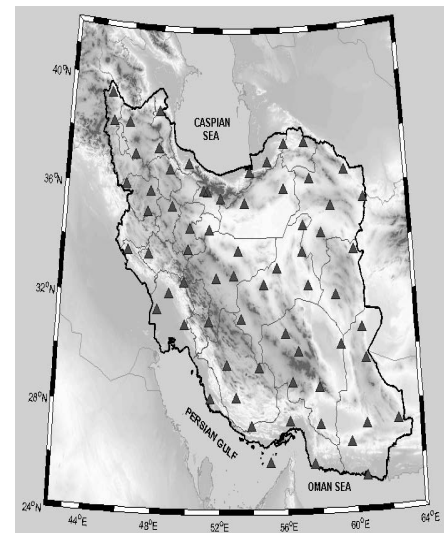 40°N
CASPIAN
SEA
36°N
32°N
28°N
PERSIAN GULF
OMAN SEA
24°N
44°E
48°E
52°E
56°E
60°E
64°E